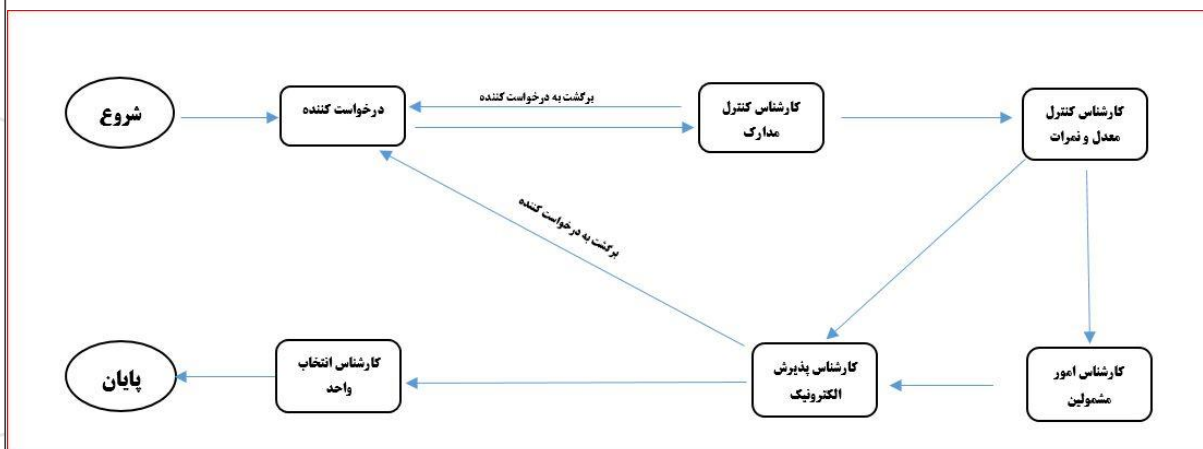 شروع
درخواست کننده
برگشت به درخواست کننده
کارشناس کنترل
مدارک
کارشناس کنترل
معدل و نمرات
برگشت به درخواست کننده
کارشناس امور
مشمولین
کارشناس پذیرش
الکترونیک
کارشناس انتخاب
واحد
پایان